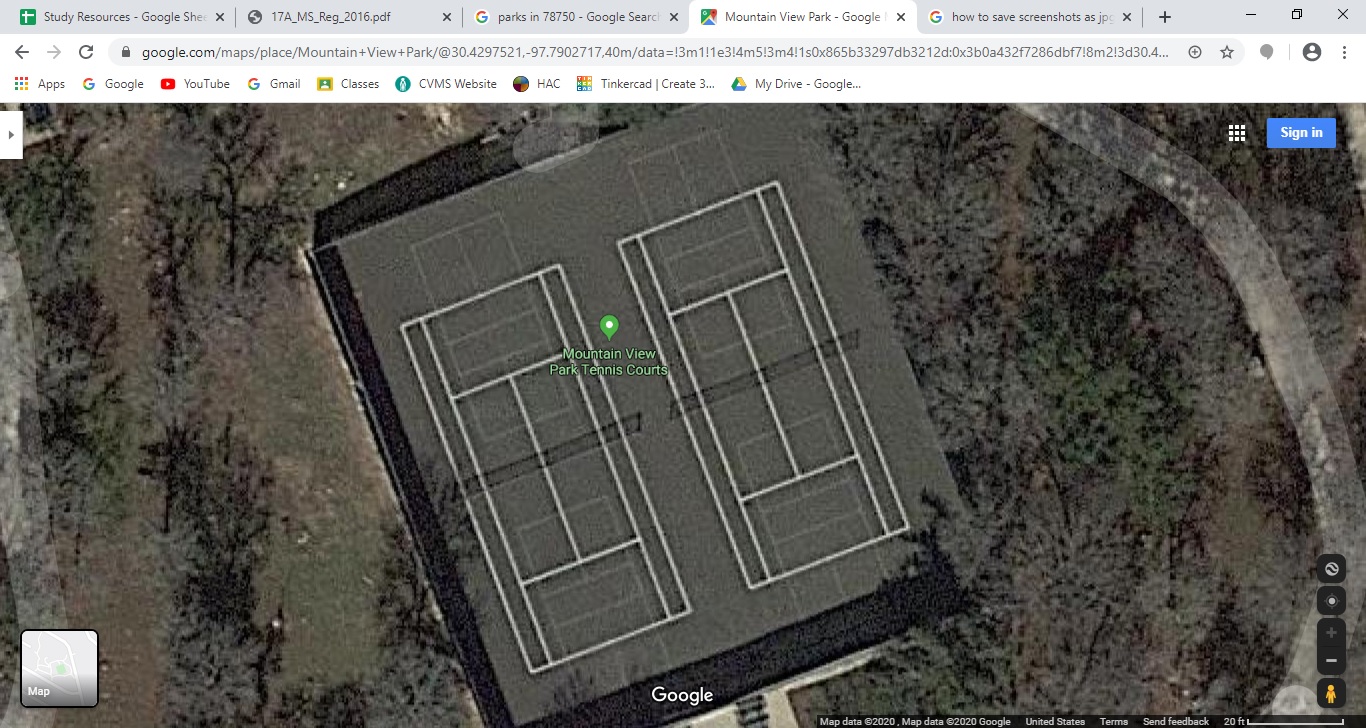 Study Resources - Google She
17A_MS_Reg_2016.pdf
parks in 78750 - Google Search
Mountain View Park - Google M
how to save screenshots as jpg
google.com/maps/place/Mountain+View+Park/@30.4297521,-97.7902717,40m/data=!3m1!1e3!4m5!3m4!1s0x865b33297db3212d:0x3b0a432f7286dbf7!8m2!3d30.4...
Apps
Google
YouTube
Gmail
Classes
CVMS Website
HAC
Tinkercad | Create 3...
My Drive - Google...
Sign in
Mountain View
Park Tennis Courts
Map
Google
Map data ©2020 , Map data ©2020 Google United States Terms Send feedback 20 ft